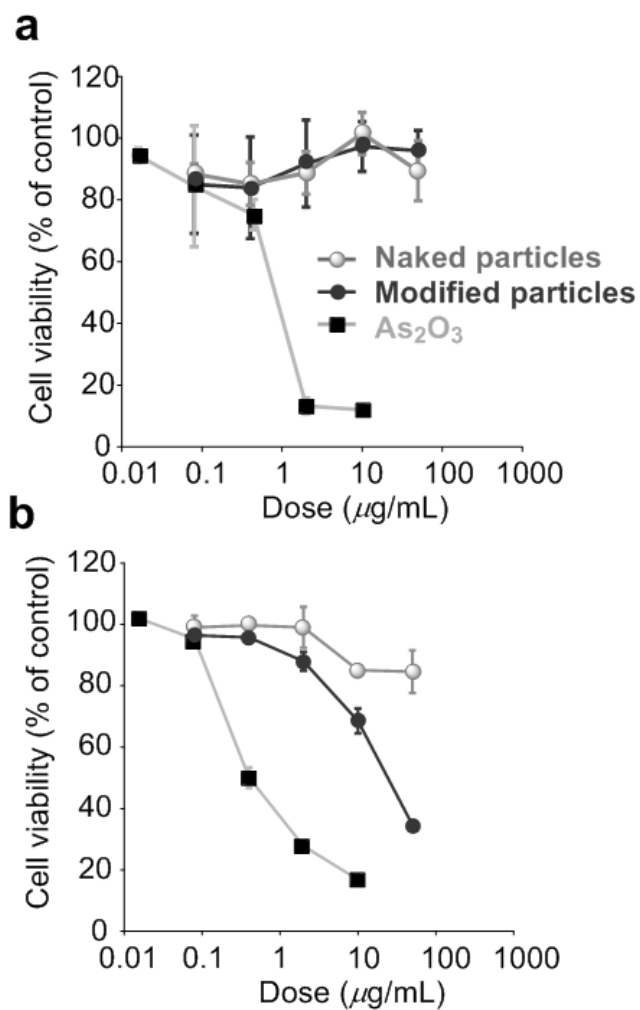 a
120
100
80
60
40
20
0
Cell viability (% of control)
Naked particles
Modified particles
As₂O₃
0.01 0.1 1 10 100 1000
Dose (μg/mL)
b
120
100
80
60
40
20
0
Cell viability (% of control)
0.01 0.1 1 10 100 1000
Dose (μg/mL)